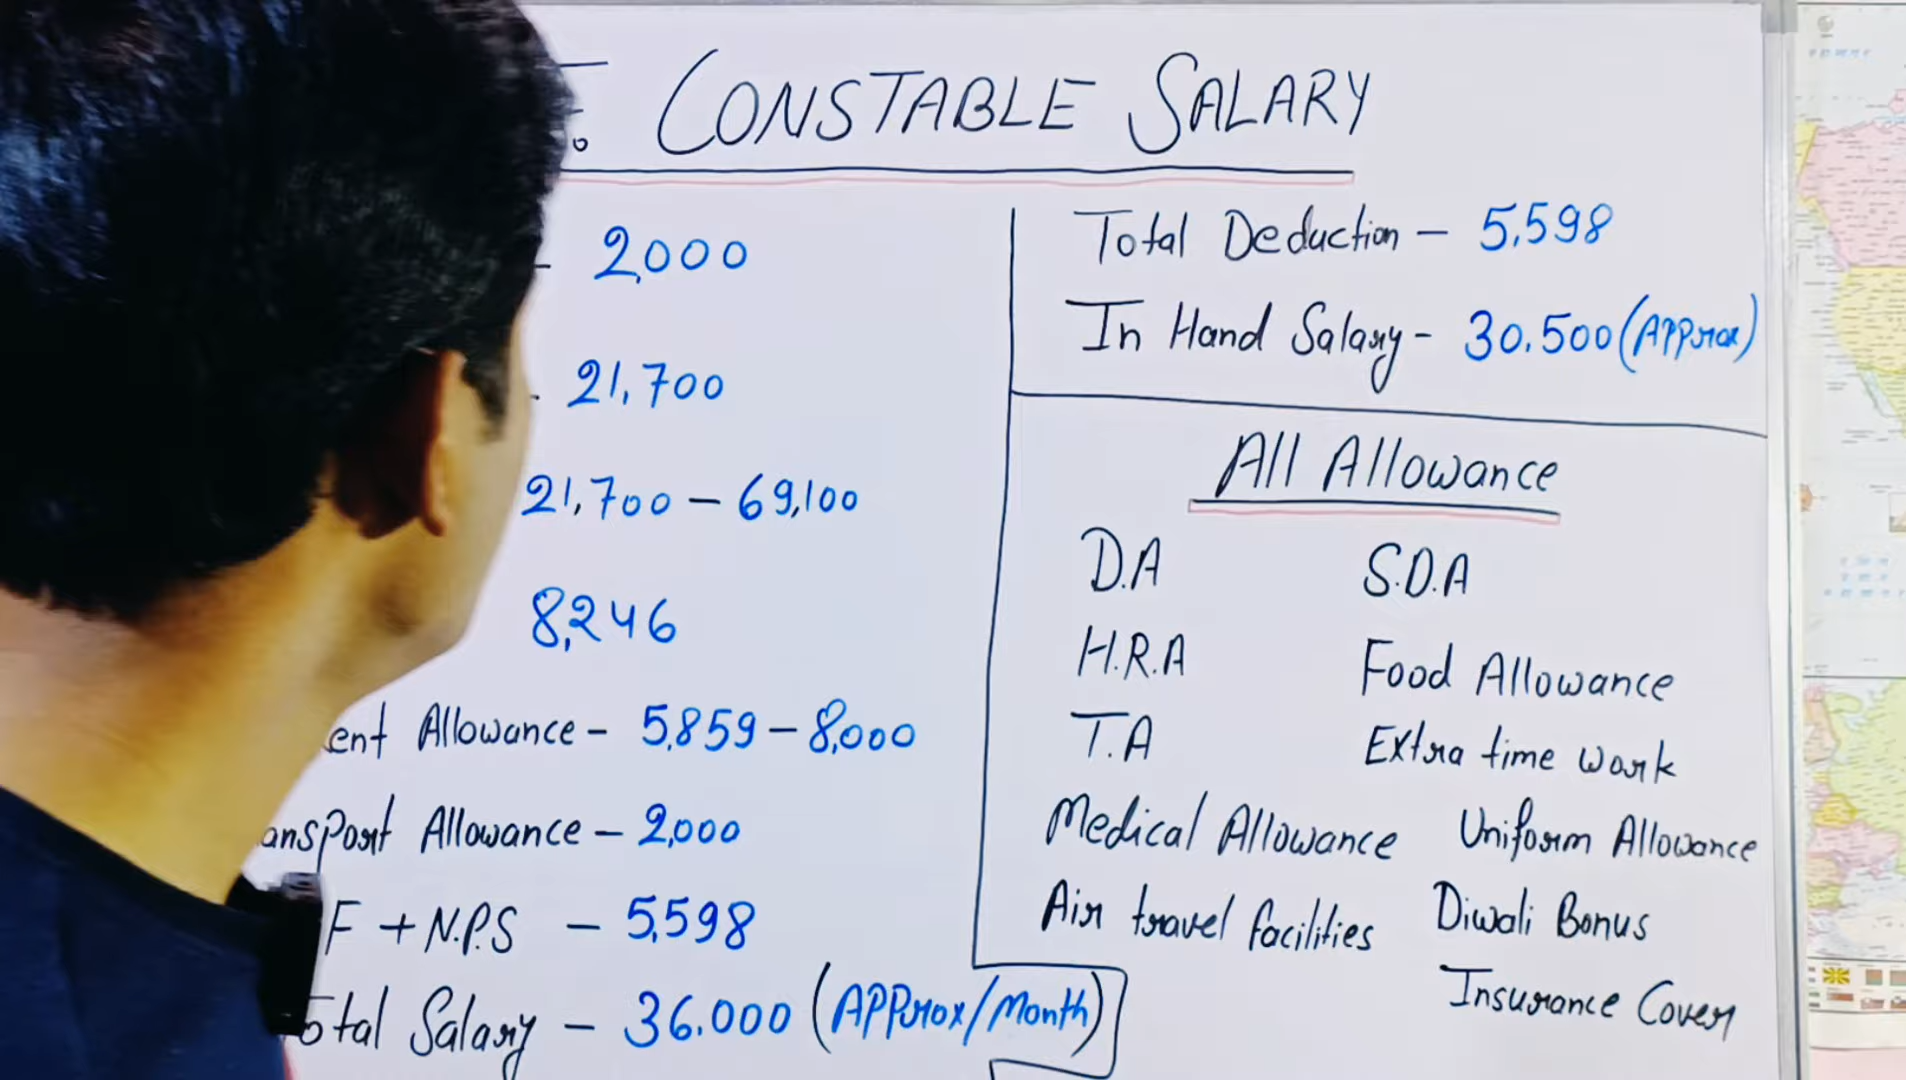 CONSTABLE SALARY
- 2,000
21,700
21,700 - 69,100
8,246
Allowance - 5,859 - 8,000
Allowance - 2,000
F + N.P.S - 5,598
Salary - 36.000 (APProx/Month)
Total Deduction - 5,598
In Hand Salary - 30.500 (APProx)
All Allowance
D.A
S.D.A
H.R.A
Food Allowance
T.A
Extra time work
Medical Allowance
Uniform Allowance
Air travel facilities
Diwali Bonus
Insurance Cover